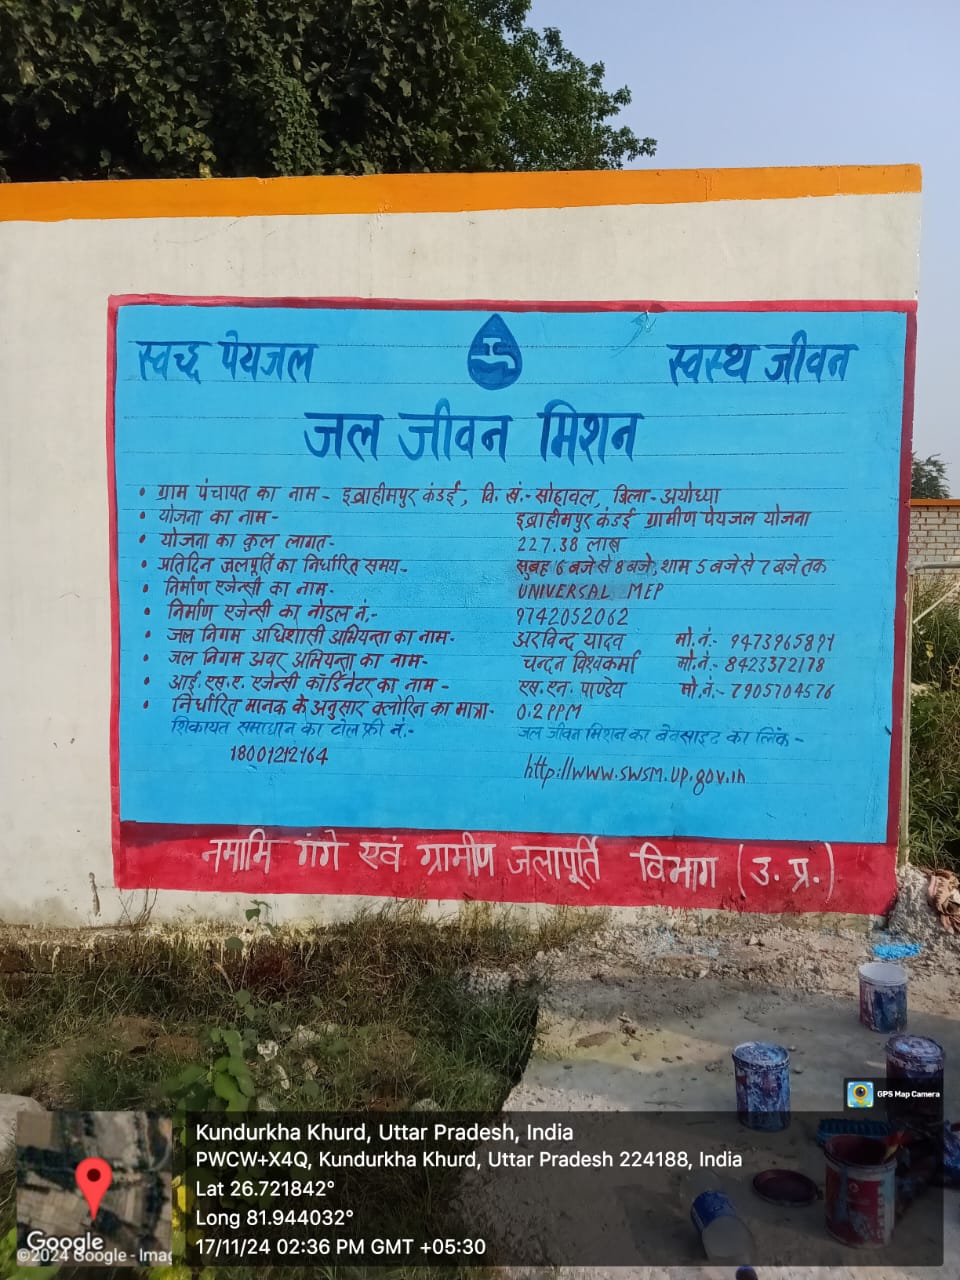 स्वच्छ पेयजल स्वस्थ जीवन
जल जीवन मिशन
• ग्राम पंचायत का नाम - इब्राहीमपुर कंडई, वि. खं.- सोहावल, ज़िला- अयोध्या
• योजना का नाम- इब्राहीमपुर कंडई ग्रामीण पेयजल योजना
• योजना का कुल लागत- 227.38 लाख
• प्रतिदिन जलपूर्ति का निर्धारित समय- सुबह 6 बजे से 8 बजे, शाम 5 बजे से 7 बजे तक
• निर्माण एजेन्सी का नाम- UNIVERSAL MEP
• निर्माण एजेन्सी का नोडल नं.- 9742052062
• जल निगम अधिशासी अभियन्ता का नाम- अरविन्द यादव मो.नं.- 9473965891
• जल निगम अवर अभियन्ता का नाम- चन्दन विश्वकर्मा मो.नं.- 8423372178
• आई.एस.ए. एजेन्सी कॉर्डिनेटर का नाम- एस.एन. पाण्डेय मो.नं- 7905704576
• निर्धारित मानक के अनुसार क्लोरिन का मात्रा- 0.2 PPM
शिकायत समाधान का टोल फ्री नं.- जल जीवन मिशन का बेवसाइट का लिंक -
18001212164 http://www.swsm.up.gov.in
नमामि गंगे एवं ग्रामीण जलापूर्ति विभाग (उ. प्र.)
GPS Map Camera
Kundurkha Khurd, Uttar Pradesh, India
PWCW+X4Q, Kundurkha Khurd, Uttar Pradesh 224188, India
Lat 26.721842°
Long 81.944032°
17/11/24 02:36 PM GMT +05:30
Google
©2024 Google - Imag